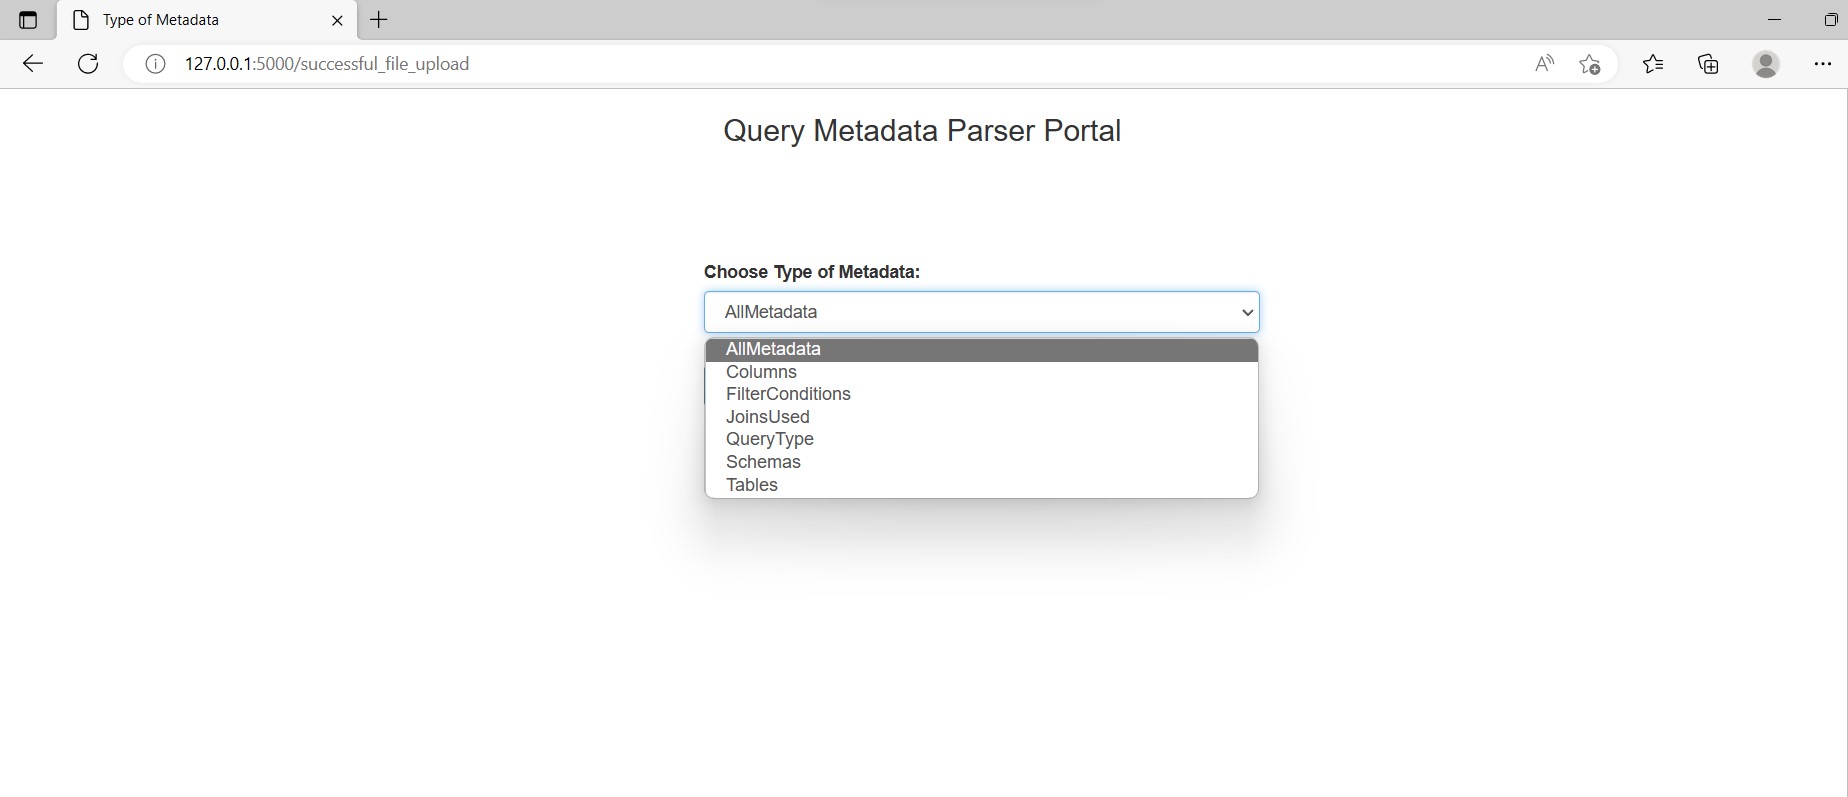 Type of Metadata
127.0.0.1:5000/successful_file_upload
Query Metadata Parser Portal
Choose Type of Metadata:
AllMetadata
AllMetadata
Columns
FilterConditions
JoinsUsed
QueryType
Schemas
Tables